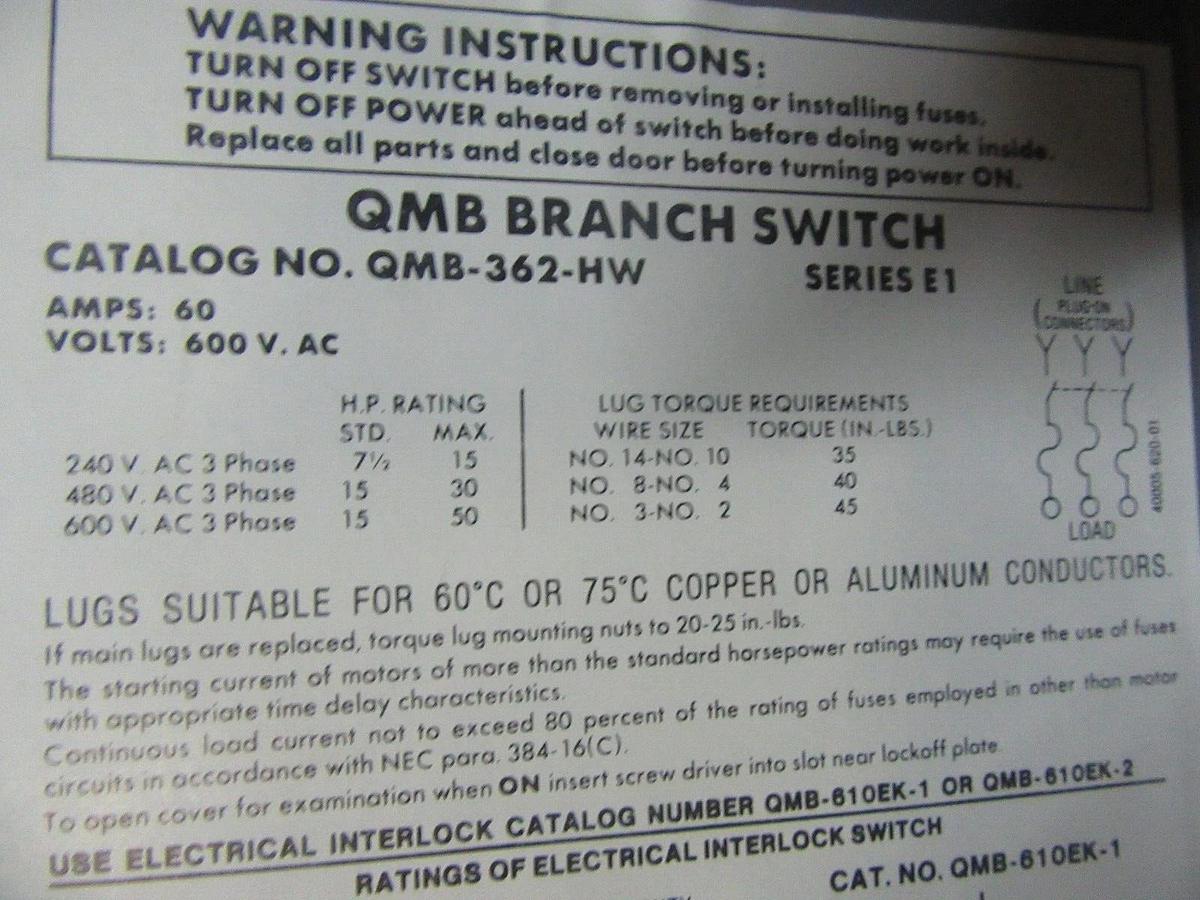 WARNING INSTRUCTIONS:
TURN OFF SWITCH before removing or installing fuses.
TURN OFF POWER ahead of switch before doing work inside.
Replace all parts and close door before turning power ON.
QMB BRANCH SWITCH
CATALOG NO. QMB-362-HW SERIES E1
AMPS: 60
VOLTS: 600 V. AC
LINE
(PLUG-ON
CONNECTORS)
H.P. RATING LUG TORQUE REQUIREMENTS
STD. MAX. WIRE SIZE TORQUE (IN.-LBS.)
240 V. AC 3 Phase 7½ 15 NO. 14-NO. 10 35
480 V. AC 3 Phase 15 30 NO. 8-NO. 4 40
600 V. AC 3 Phase 15 50 NO. 3-NO. 2 45
LOAD
40005-620-01
LUGS SUITABLE FOR 60°C OR 75°C COPPER OR ALUMINUM CONDUCTORS.
If main lugs are replaced, torque lug mounting nuts to 20-25 in.-lbs.
The starting current of motors of more than the standard horsepower ratings may require the use of fuses
with appropriate time delay characteristics.
Continuous load current not to exceed 80 percent of the rating of fuses employed in other than motor
circuits in accordance with NEC para. 384-16(C).
To open cover for examination when ON insert screw driver into slot near lockoff plate
USE ELECTRICAL INTERLOCK CATALOG NUMBER QMB-610EK-1 OR QMB-610EK-2
RATINGS OF ELECTRICAL INTERLOCK SWITCH
CAT. NO. QMB-610EK-1